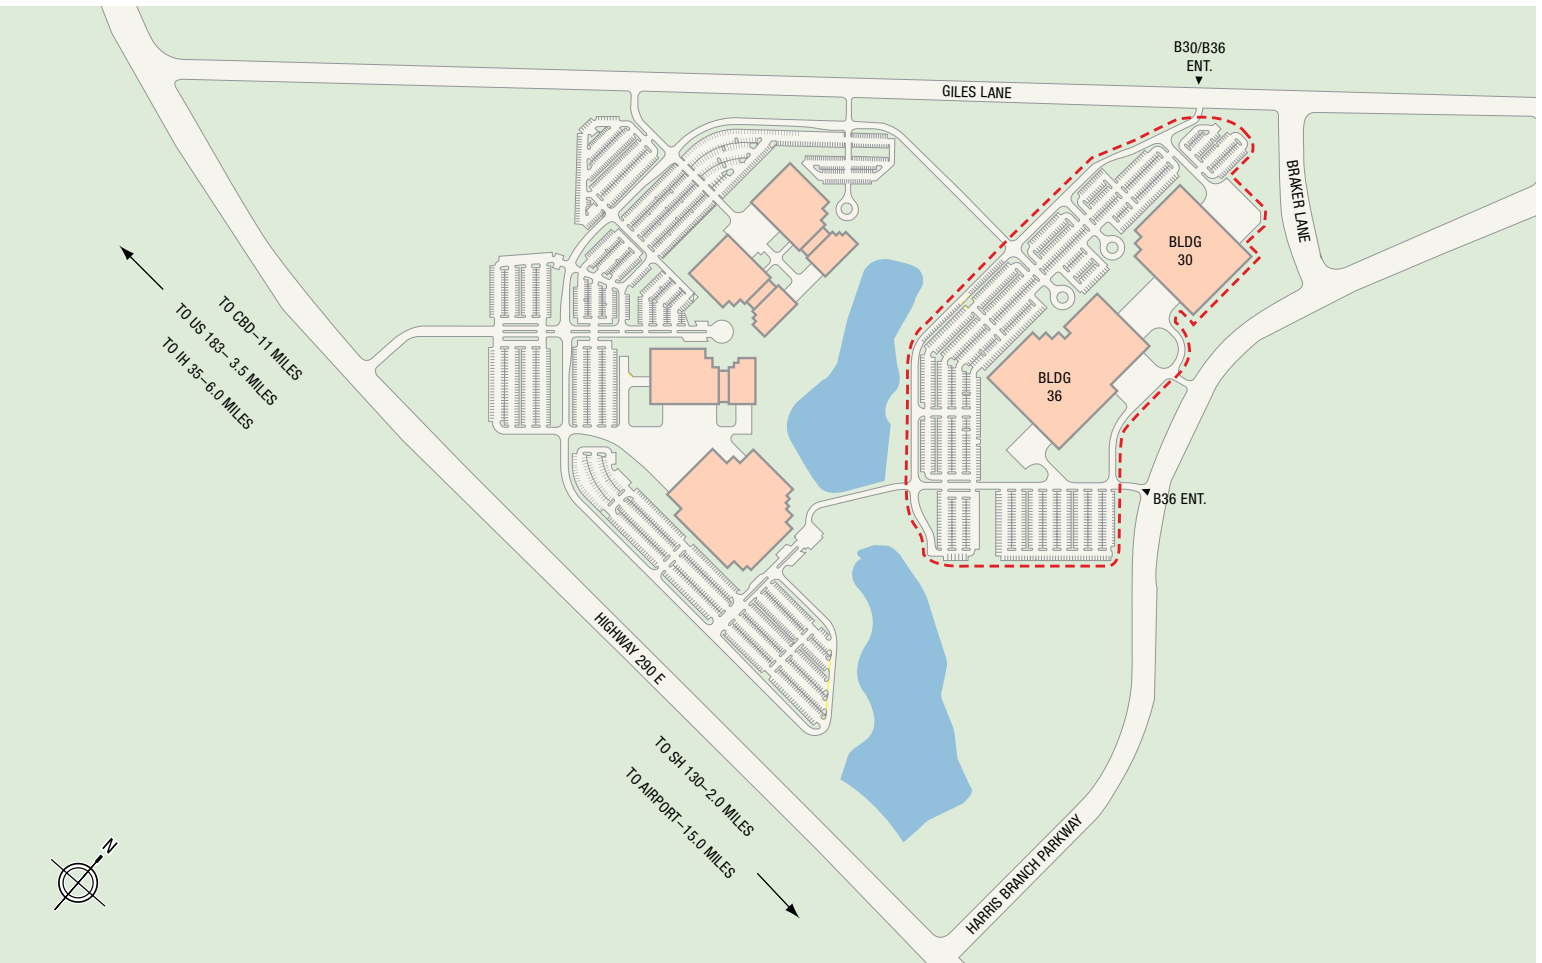 B30/B36
ENT.
GILES LANE
BRAKER LANE
BLDG
30
BLDG
36
TO CBD–11 MILES
TO US 183– 3.5 MILES
TO IH 35–6.0 MILES
B36 ENT.
HIGHWAY 290 E
TO SH 130–2.0 MILES
TO AIRPORT–15.0 MILES
HARRIS BRANCH PARKWAY
N